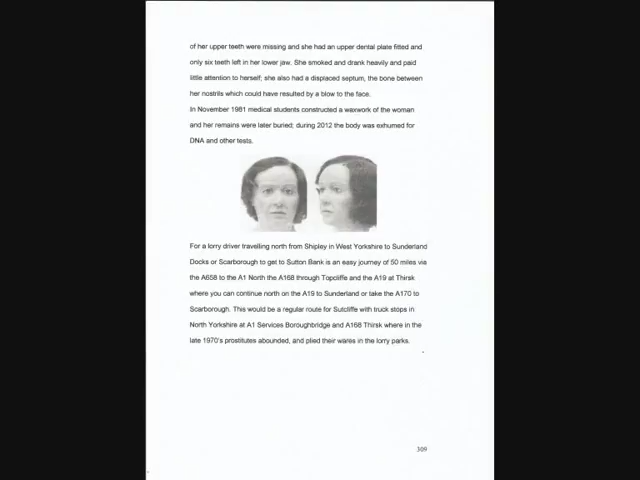 of her upper teeth were missing and she had an upper dental plate fitted and
only six teeth left in her lower jaw. She smoked and drank heavily and paid
little attention to herself; she also had a displaced septum, the bone between
her nostrils which could have resulted by a blow to the face.
In November 1981 medical students constructed a waxwork of the woman
and her remains were later buried; during 2012 the body was exhumed for
DNA and other tests.
For a lorry driver travelling north from Shipley in West Yorkshire to Sunderland
Docks or Scarborough to get to Sutton Bank is an easy journey of 50 miles via
the A658 to the A1 North the A168 through Topcliffe and the A19 at Thirsk
where you can continue north on the A19 to Sunderland or take the A170 to
Scarborough. This would be a regular route for Sutcliffe with truck stops in
North Yorkshire at A1 Services Boroughbridge and A168 Thirsk where in the
late 1970's prostitutes abounded, and plied their wares in the lorry parks.
309